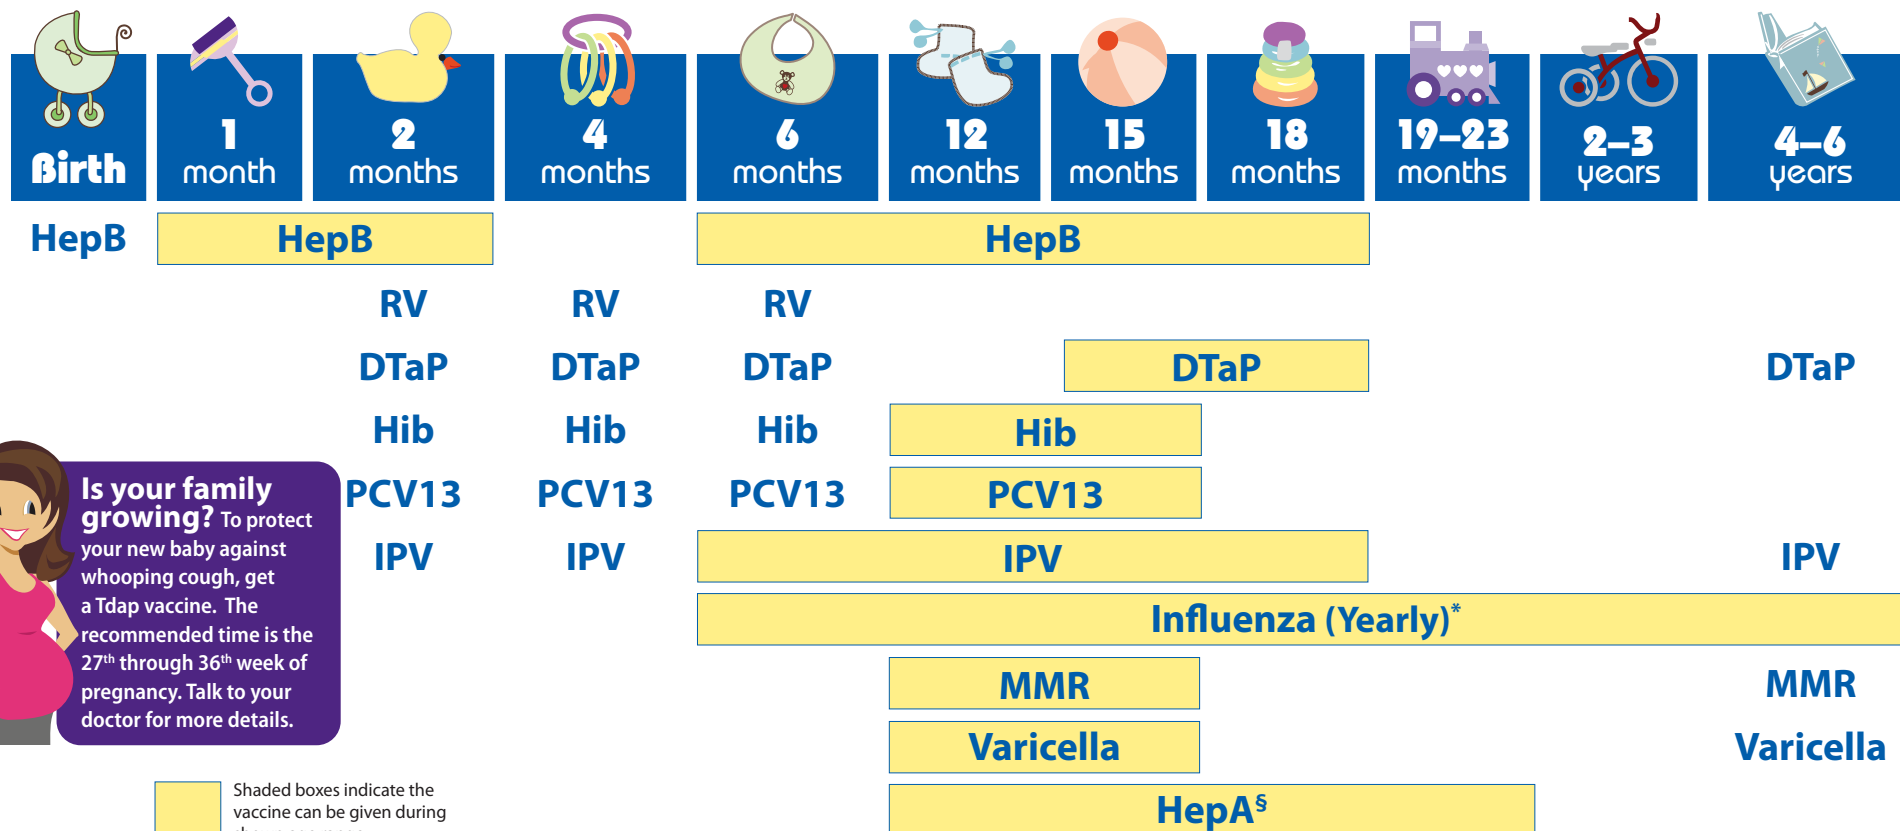 Birth
1 month
2 months
4 months
6 months
12 months
15 months
18 months
19–23 months
2–3 years
4–6 years
HepB HepB HepB
RV RV RV
DTaP DTaP DTaP DTaP DTaP
Hib Hib Hib Hib
PCV13 PCV13 PCV13 PCV13
IPV IPV IPV IPV
Influenza (Yearly)*
MMR MMR
Varicella Varicella
HepA§
Is your family
growing? To protect
your new baby against
whooping cough, get
a Tdap vaccine. The
recommended time is the
27th through 36th week of
pregnancy. Talk to your
doctor for more details.
Shaded boxes indicate the
vaccine can be given during